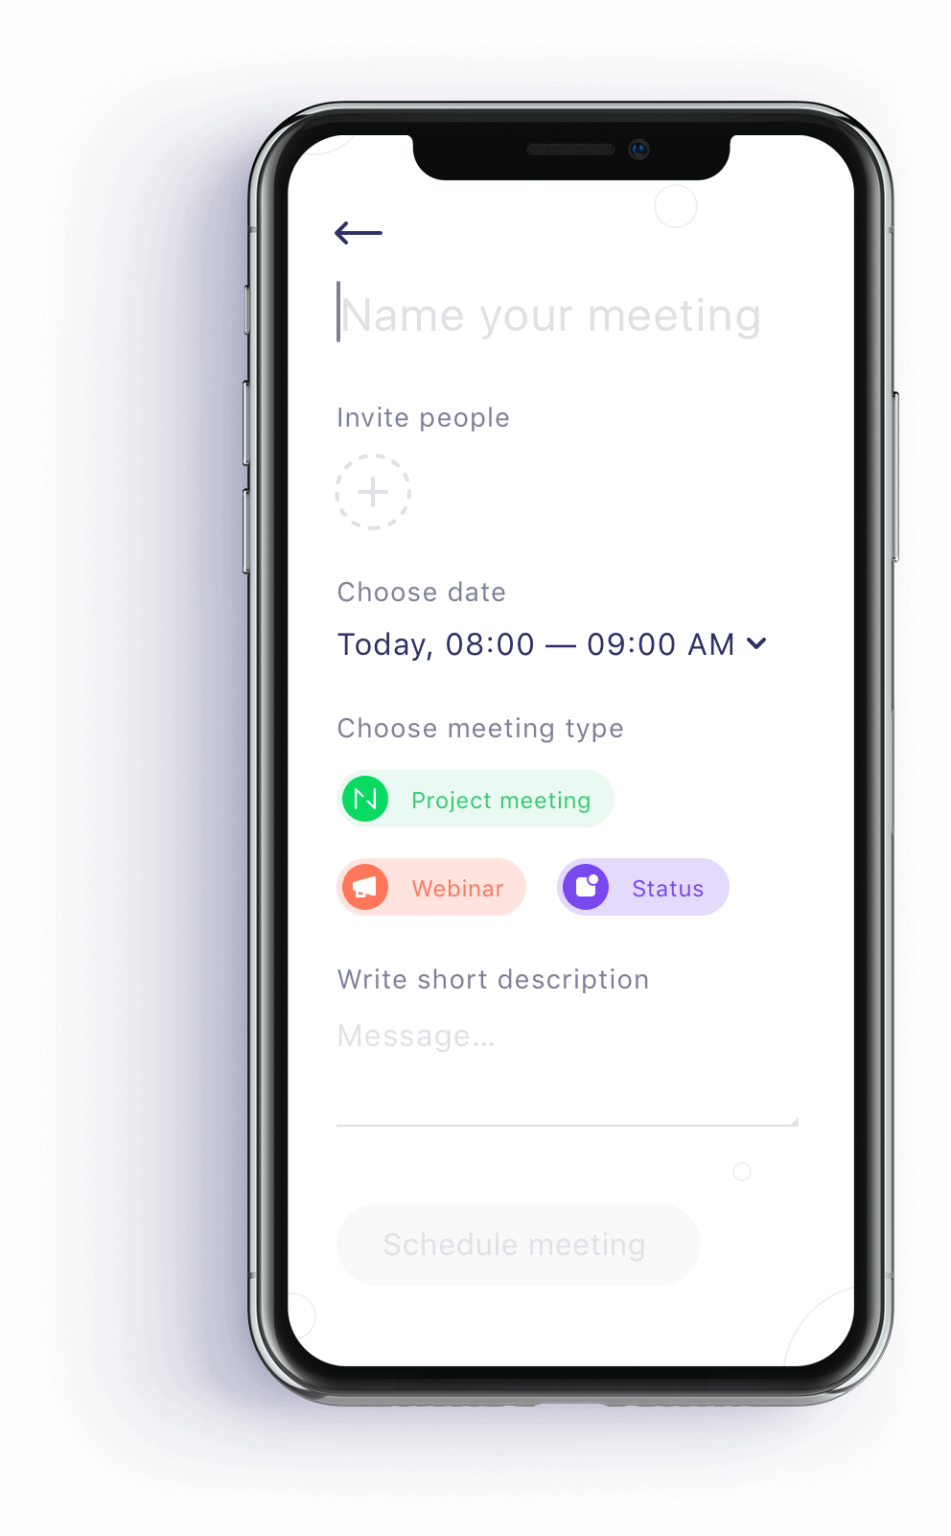 Name your meeting
Invite people
Choose date
Today, 08:00 — 09:00 AM
Choose meeting type
Project meeting
Webinar
Status
Write short description
Message...
Schedule meeting